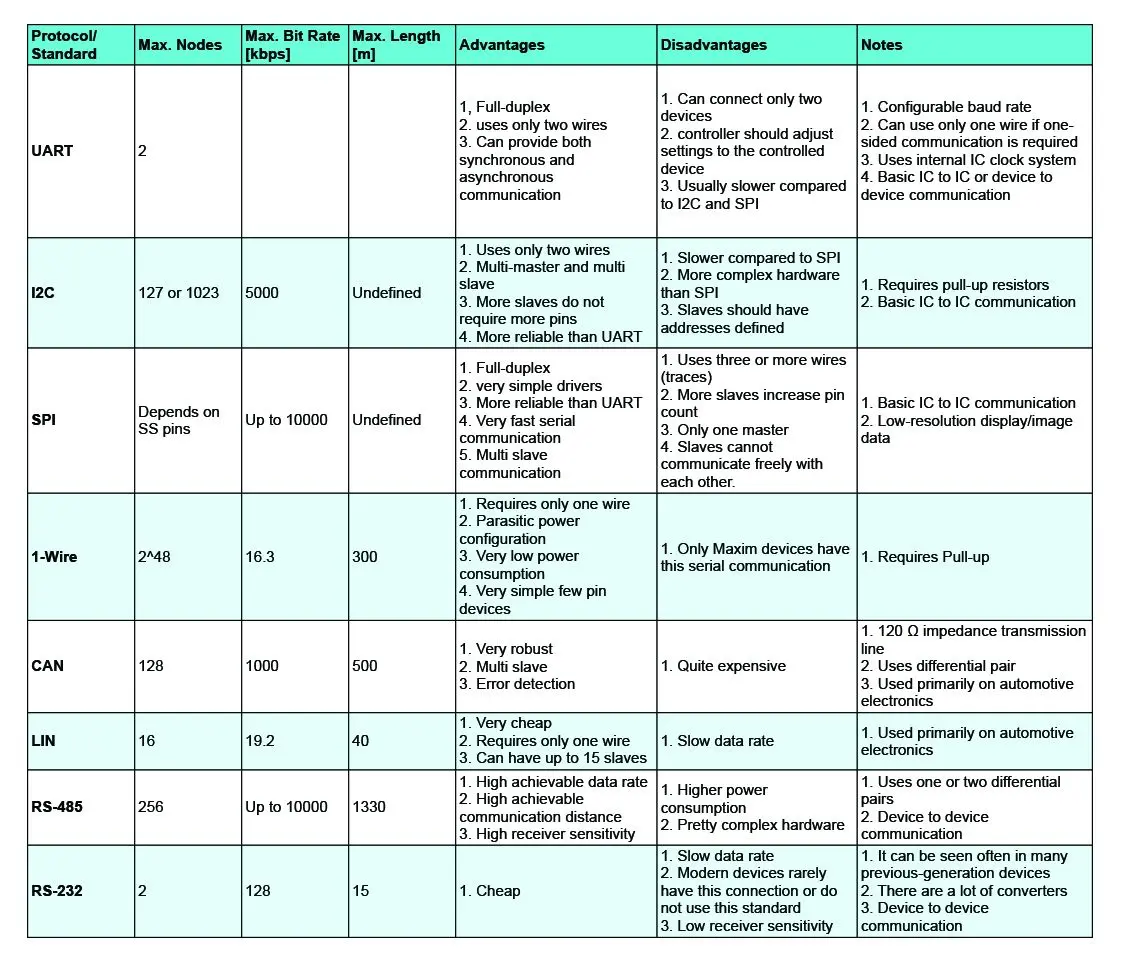 Protocol/
Standard
Max. Nodes
Max. Bit Rate
[kbps]
Max. Length
[m]
Advantages
Disadvantages
Notes
UART
2
1, Full-duplex
2. uses only two wires
3. Can provide both
synchronous and
asynchronous
communication
1. Can connect only two
devices
2. controller should adjust
settings to the controlled
device
3. Usually slower compared
to I2C and SPI
1. Configurable baud rate
2. Can use only one wire if one-
sided communication is required
3. Uses internal IC clock system
4. Basic IC to IC or device to
device communication
I2C
127 or 1023
5000
Undefined
1. Uses only two wires
2. Multi-master and multi
slave
3. More slaves do not
require more pins
4. More reliable than UART
1. Slower compared to SPI
2. More complex hardware
than SPI
3. Slaves should have
addresses defined
1. Requires pull-up resistors
2. Basic IC to IC communication
SPI
Depends on
SS pins
Up to 10000
Undefined
1. Full-duplex
2. very simple drivers
3. More reliable than UART
4. Very fast serial
communication
5. Multi slave
communication
1. Uses three or more wires
(traces)
2. More slaves increase pin
count
3. Only one master
4. Slaves cannot
communicate freely with
each other.
1. Basic IC to IC communication
2. Low-resolution display/image
data
1-Wire
2^48
16.3
300
1. Requires only one wire
2. Parasitic power
configuration
3. Very low power
consumption
4. Very simple few pin
devices
1. Only Maxim devices have
this serial communication
1. Requires Pull-up
CAN
128
1000
500
1. Very robust
2. Multi slave
3. Error detection
1. Quite expensive
1. 120 Ω impedance transmission
line
2. Uses differential pair
3. Used primarily on automotive
electronics
LIN
16
19.2
40
1. Very cheap
2. Requires only one wire
3. Can have up to 15 slaves
1. Slow data rate
1. Used primarily on automotive
electronics
RS-485
256
Up to 10000
1330
1. High achievable data rate
2. High achievable
communication distance
3. High receiver sensitivity
1. Higher power
consumption
2. Pretty complex hardware
1. Uses one or two differential
pairs
2. Device to device
communication
RS-232
2
128
15
1. Cheap
1. Slow data rate
2. Modern devices rarely
have this connection or do
not use this standard
3. Low receiver sensitivity
1. It can be seen often in many
previous-generation devices
2. There are a lot of converters
3. Device to device
communication